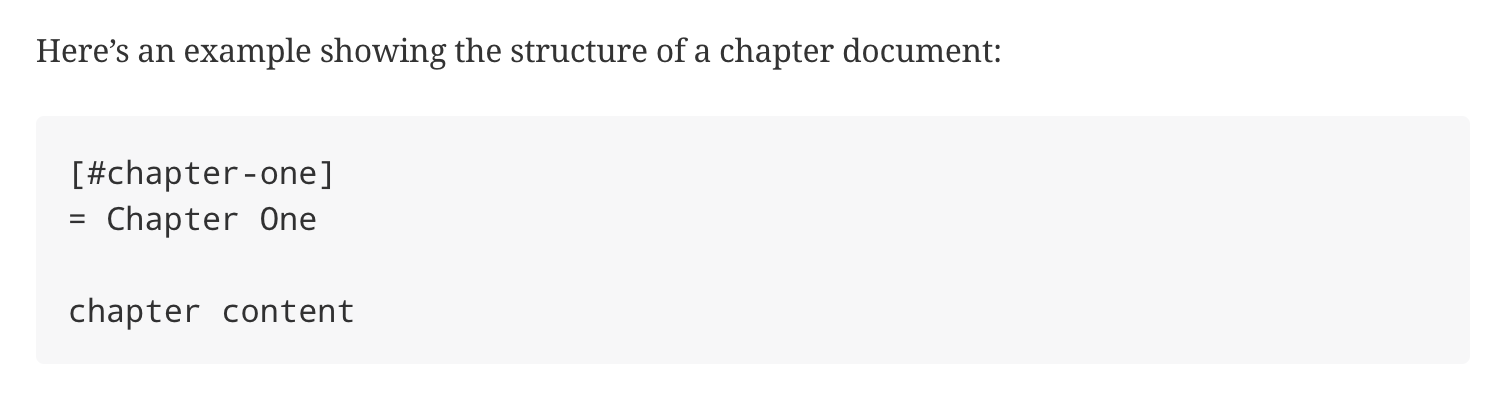 Here’s an example showing the structure of a chapter document:
[#chapter-one]
= Chapter One
chapter content